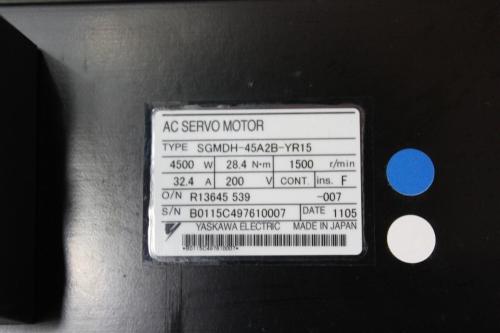 AC SERVO MOTOR
TYPE SGMDH-45A2B-YR15
4500 W 28.4 N·m 1500 r/min
32.4 A 200 V CONT. ins. F
O/N R13645 539 -007
S/N B0115C497610007 DATE 1105
YASKAWA ELECTRIC MADE IN JAPAN
*B0115C497610007*